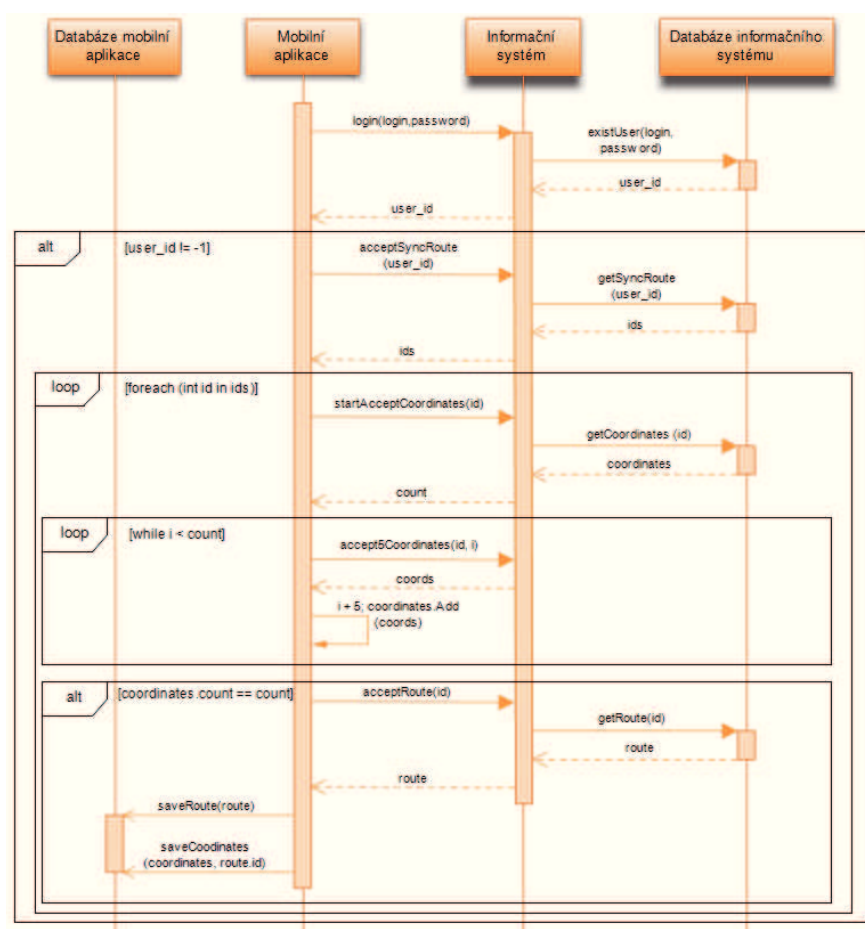 Databáze mobilní
aplikace
Mobilní
aplikace
Informační
systém
Databáze informačního
systému
login(login,password)
existUser(login,
password)
user_id
user_id
alt
[user_id != -1]
acceptSyncRoute
(user_id)
getSyncRoute
(user_id)
ids
ids
loop
[foreach (int id in ids)]
startAcceptCoordinates(id)
getCoordinates (id)
coordinates
count
loop
[while i < count]
accept5Coordinates(id, i)
coords
i + 5; coordinates.Add
(coords)
alt
[coordinates.count == count]
acceptRoute(id)
getRoute(id)
route
route
saveRoute(route)
saveCoodinates
(coordinates, route.id)